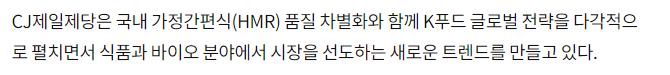 CJ제일제당은 국내 가정간편식(HMR) 품질 차별화와 함께 K푸드 글로벌 전략을 다각적으
로 펼치면서 식품과 바이오 분야에서 시장을 선도하는 새로운 트렌드를 만들고 있다.